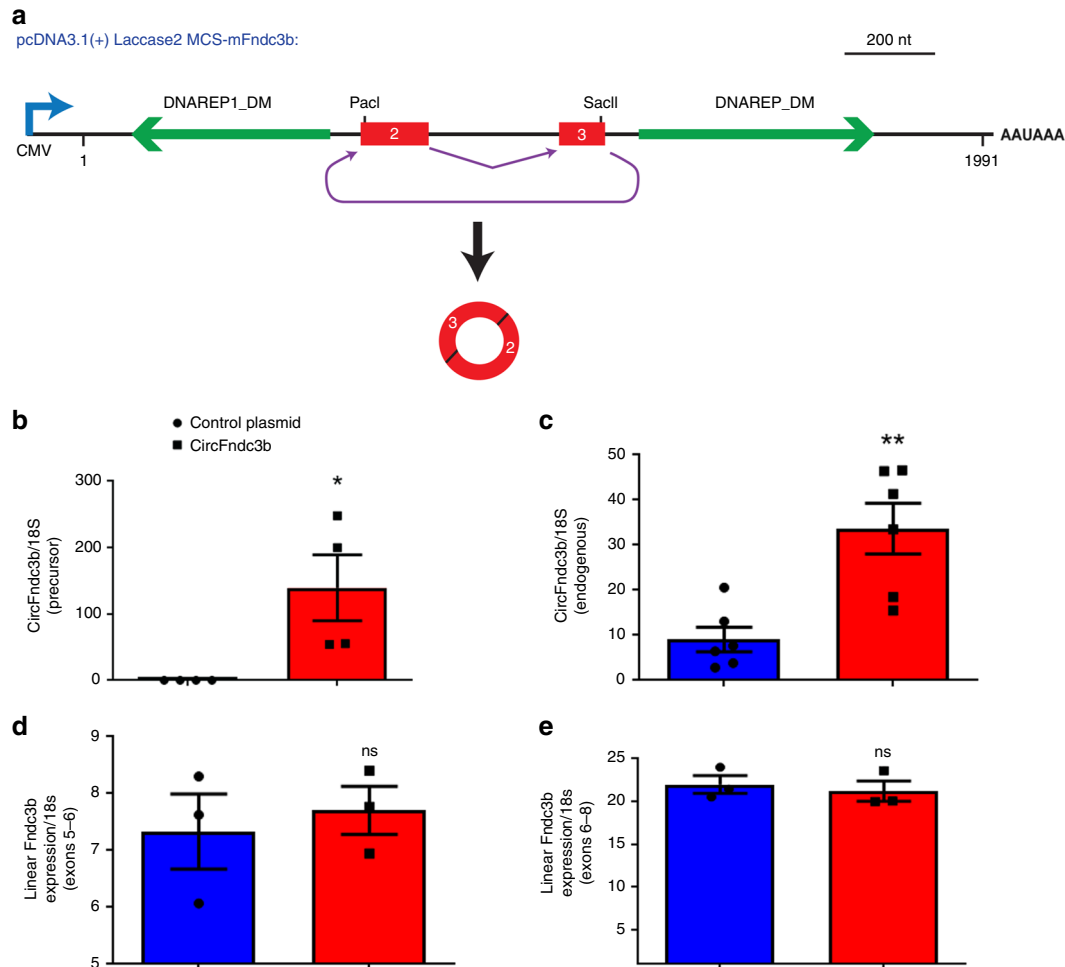 a
pcDNA3.1(+) Laccase2 MCS-mFndc3b:
200 nt
DNAREP1_DM
PacI
SacII
DNAREP_DM
2
3
AAUAAA
CMV
1
1991
3
2
b
Control plasmid
CircFndc3b
300
200
100
0
CircFndc3b/18S
(precursor)
*
c
50
40
30
20
10
0
CircFndc3b/18S
(endogenous)
**
d
9
8
7
6
5
Linear Fndc3b
expression/18s
(exons 5–6)
ns
e
25
20
15
10
5
Linear Fndc3b
expression/18s
(exons 6–8)
ns